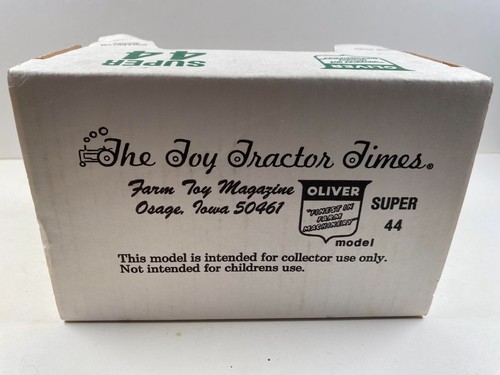 SUPER
44
OLIVER
The Toy Tractor Times®
Farm Toy Magazine
Osage, Iowa 50461
OLIVER
"FINEST IN
FARM
MACHINERY"
model
SUPER
44
This model is intended for collector use only.
Not intended for childrens use.